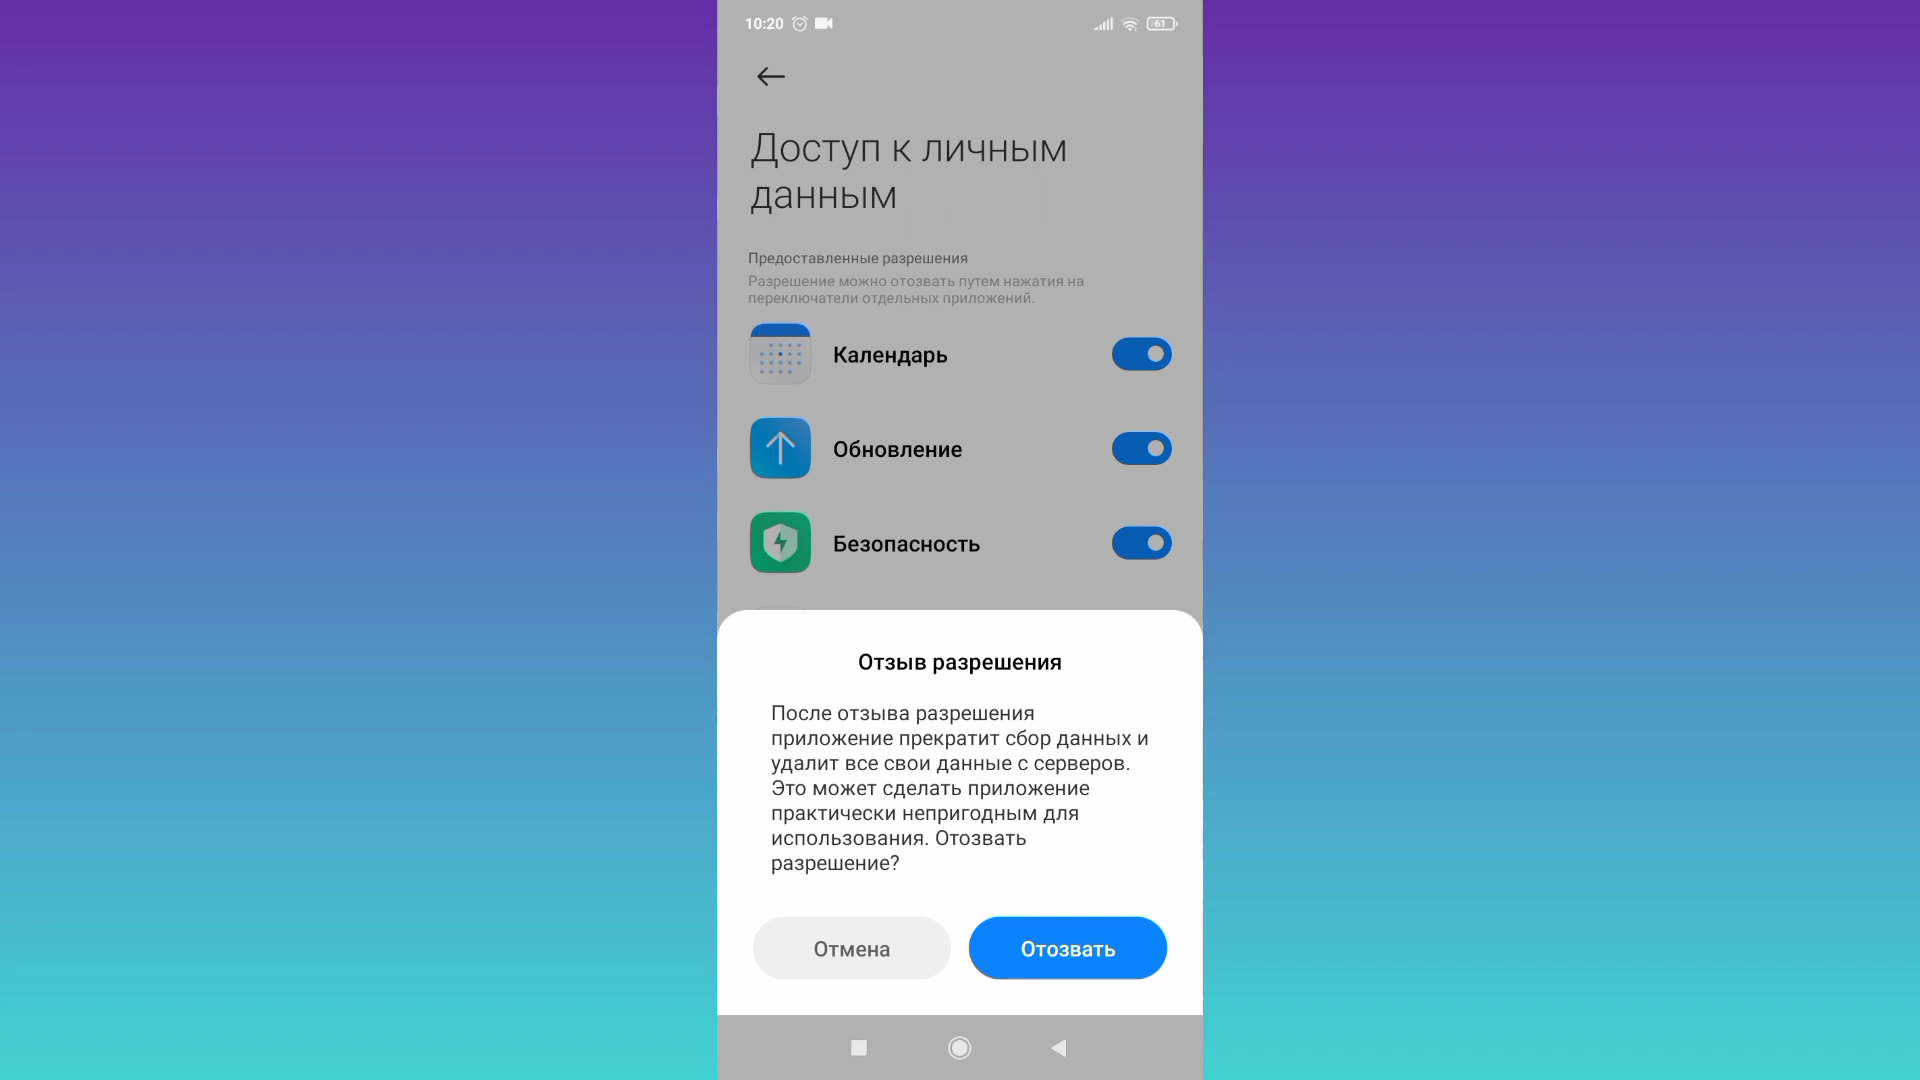 10:20
61
Доступ к личным
данным
Предоставленные разрешения
Разрешение можно отозвать путем нажатия на
переключатели отдельных приложений.
Календарь
Обновление
Безопасность
Отзыв разрешения
После отзыва разрешения
приложение прекратит сбор данных и
удалит все свои данные с серверов.
Это может сделать приложение
практически непригодным для
использования. Отозвать
разрешение?
Отмена
Отозвать